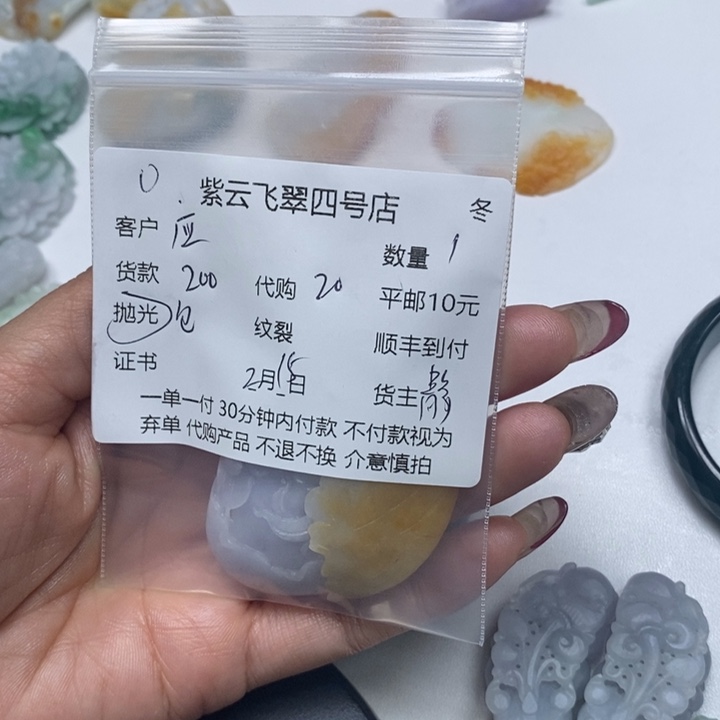 0 紫云飞翠四号店 冬
客户 应 数量 1
货款 200 代购 20 平邮10元
抛光 包 纹裂 顺丰到付
证书 2月15日 货主
一单一付 30分钟内付款 不付款视为
弃单 代购产品 不退不换 介意慎拍